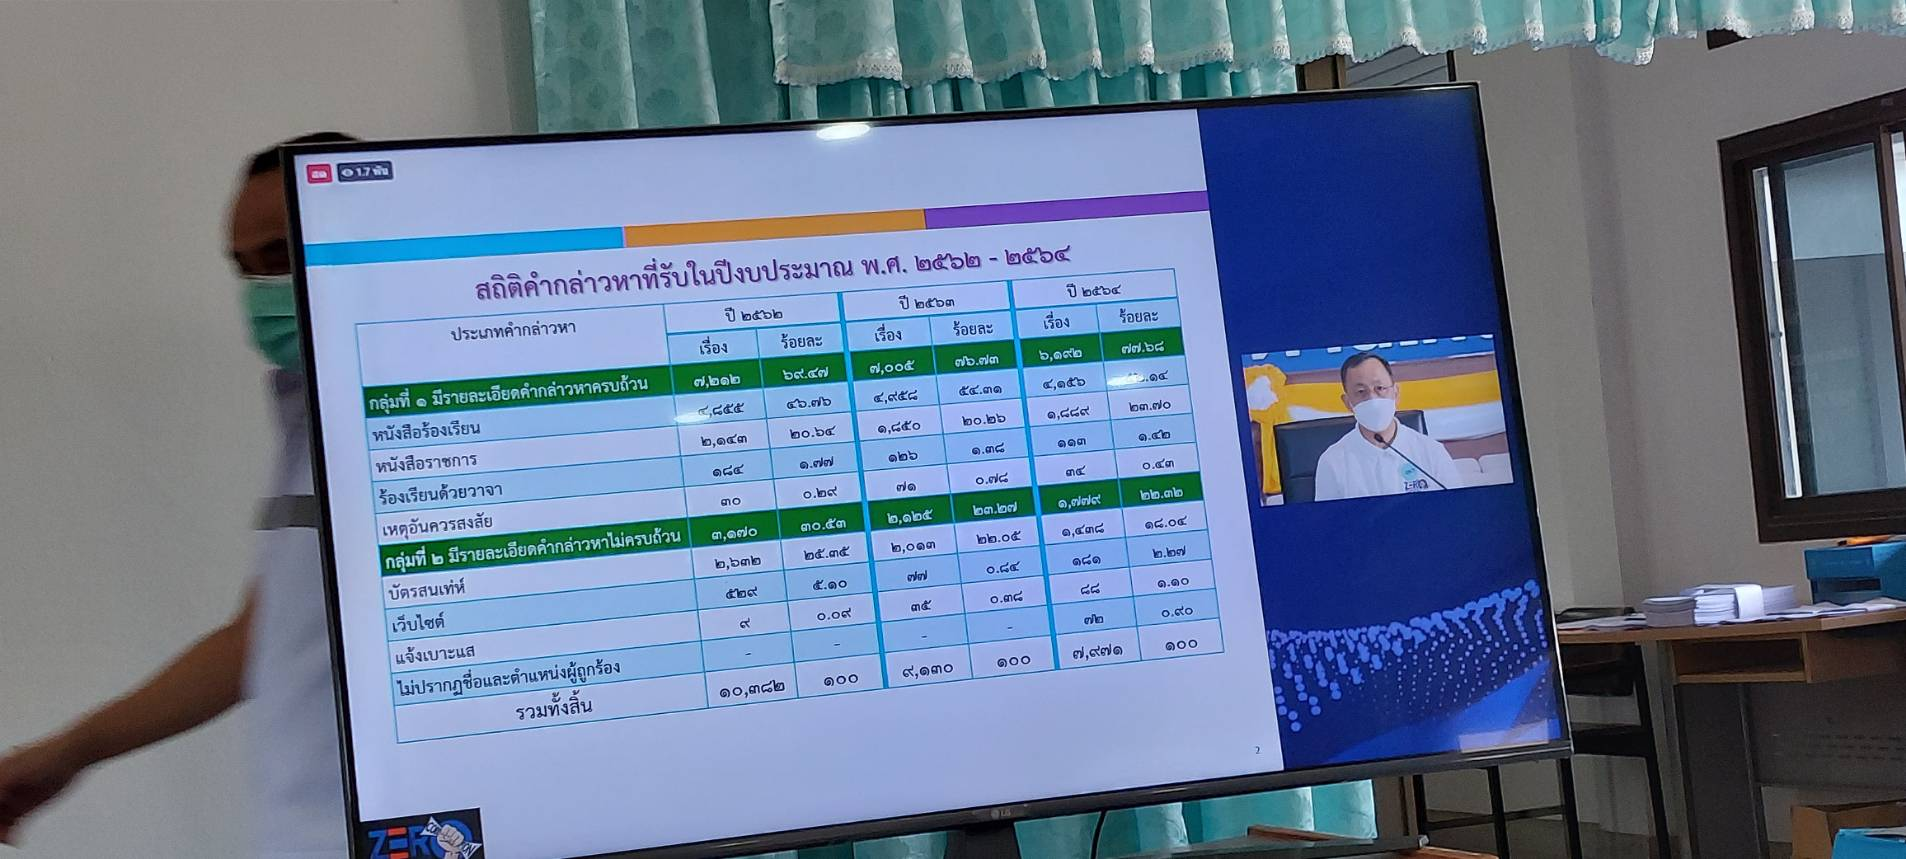 สด 1.7 พัน
สถิติคำกล่าวหาที่รับในปีงบประมาณ พ.ศ. ๒๕๖๒ - ๒๕๖๔
ประเภทคำกล่าวหา ปี ๒๕๖๒ ปี ๒๕๖๓ ปี ๒๕๖๔
เรื่อง ร้อยละ เรื่อง ร้อยละ เรื่อง ร้อยละ
กลุ่มที่ ๑ มีรายละเอียดคำกล่าวหาครบถ้วน ๗,๒๑๒ ๖๙.๔๗ ๗,๐๐๕ ๗๖.๗๓ ๖,๑๙๒ ๗๗.๖๘
หนังสือร้องเรียน ๔,๘๕๕ ๔๖.๗๖ ๔,๙๕๘ ๕๔.๓๑ ๔,๑๕๖ .๑๔
หนังสือราชการ ๒,๑๔๓ ๒๐.๖๔ ๑,๘๕๐ ๒๐.๒๖ ๑,๘๘๙ ๒๓.๗๐
ร้องเรียนด้วยวาจา ๑๘๔ ๑.๗๗ ๑๒๖ ๑.๓๘ ๑๑๓ ๑.๔๒
เหตุอันควรสงสัย ๓๐ ๐.๒๙ ๗๑ ๐.๗๘ ๓๔ ๐.๔๓
กลุ่มที่ ๒ มีรายละเอียดคำกล่าวหาไม่ครบถ้วน ๓,๑๗๐ ๓๐.๕๓ ๒,๑๒๕ ๒๓.๒๗ ๑,๗๗๙ ๒๒.๓๒
บัตรสนเท่ห์ ๒,๖๓๒ ๒๕.๓๕ ๒,๐๑๓ ๒๒.๐๕ ๑,๔๓๘ ๑๘.๐๔
เว็บไซต์ ๕๒๙ ๕.๑๐ ๗๗ ๐.๘๔ ๑๘๑ ๒.๒๗
แจ้งเบาะแส ๙ ๐.๐๙ ๓๕ ๐.๓๘ ๘๘ ๑.๑๐
ไม่ปรากฏชื่อและตำแหน่งผู้ถูกร้อง - - - - ๗๒ ๐.๙๐
รวมทั้งสิ้น ๑๐,๓๘๒ ๑๐๐ ๙,๑๓๐ ๑๐๐ ๗,๙๗๑ ๑๐๐
2
ZERO
LG